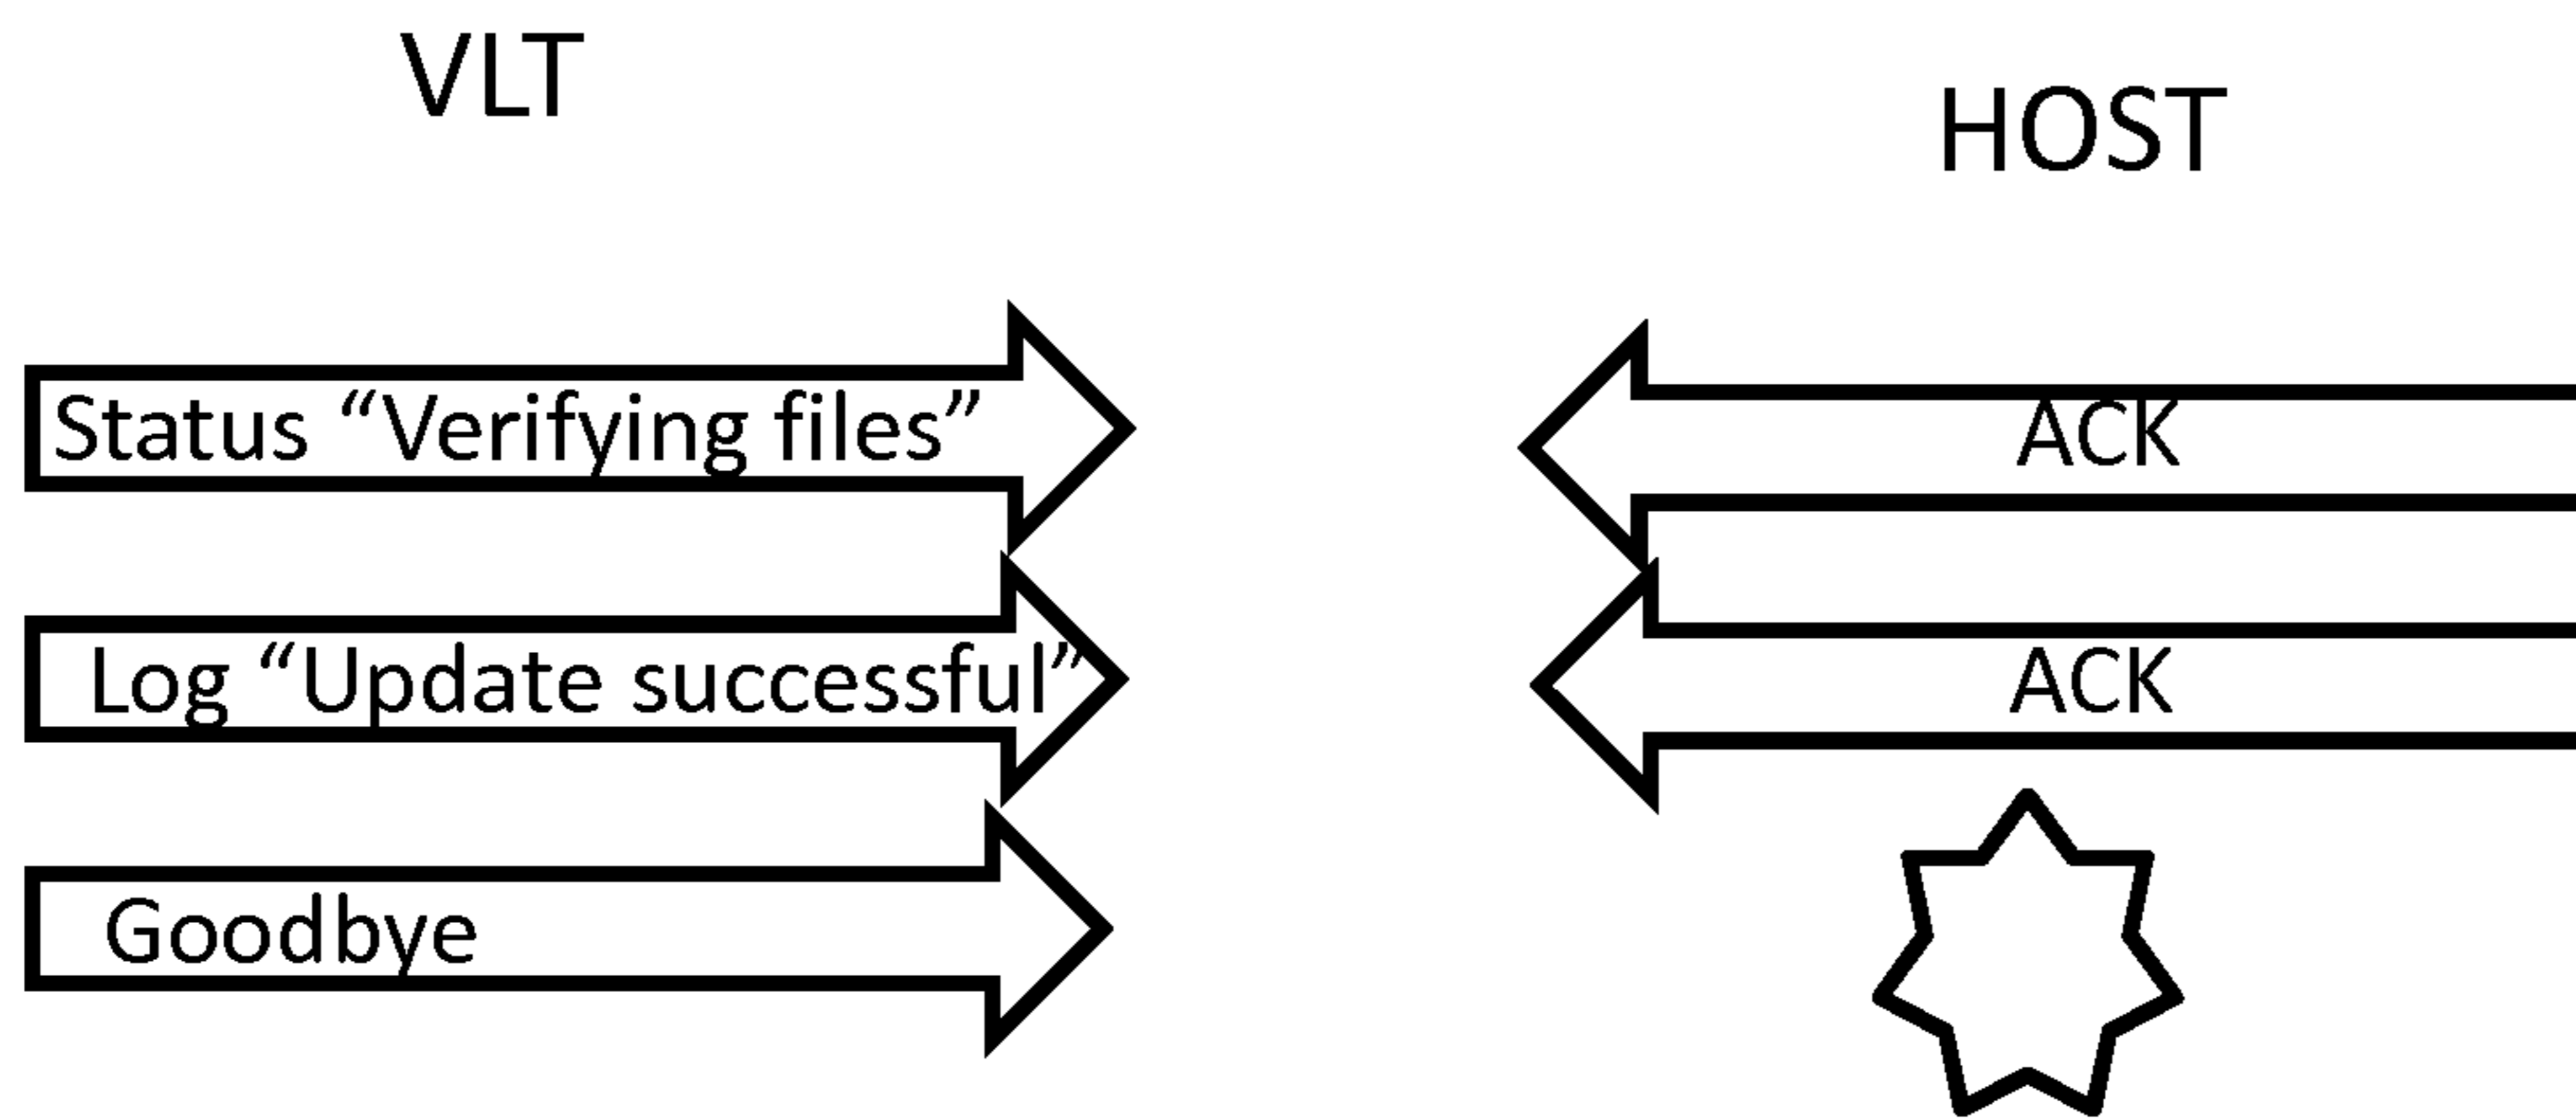 VLT
HOST
Status “Verifying files”
ACK
Log “Update successful”
ACK
Goodbye